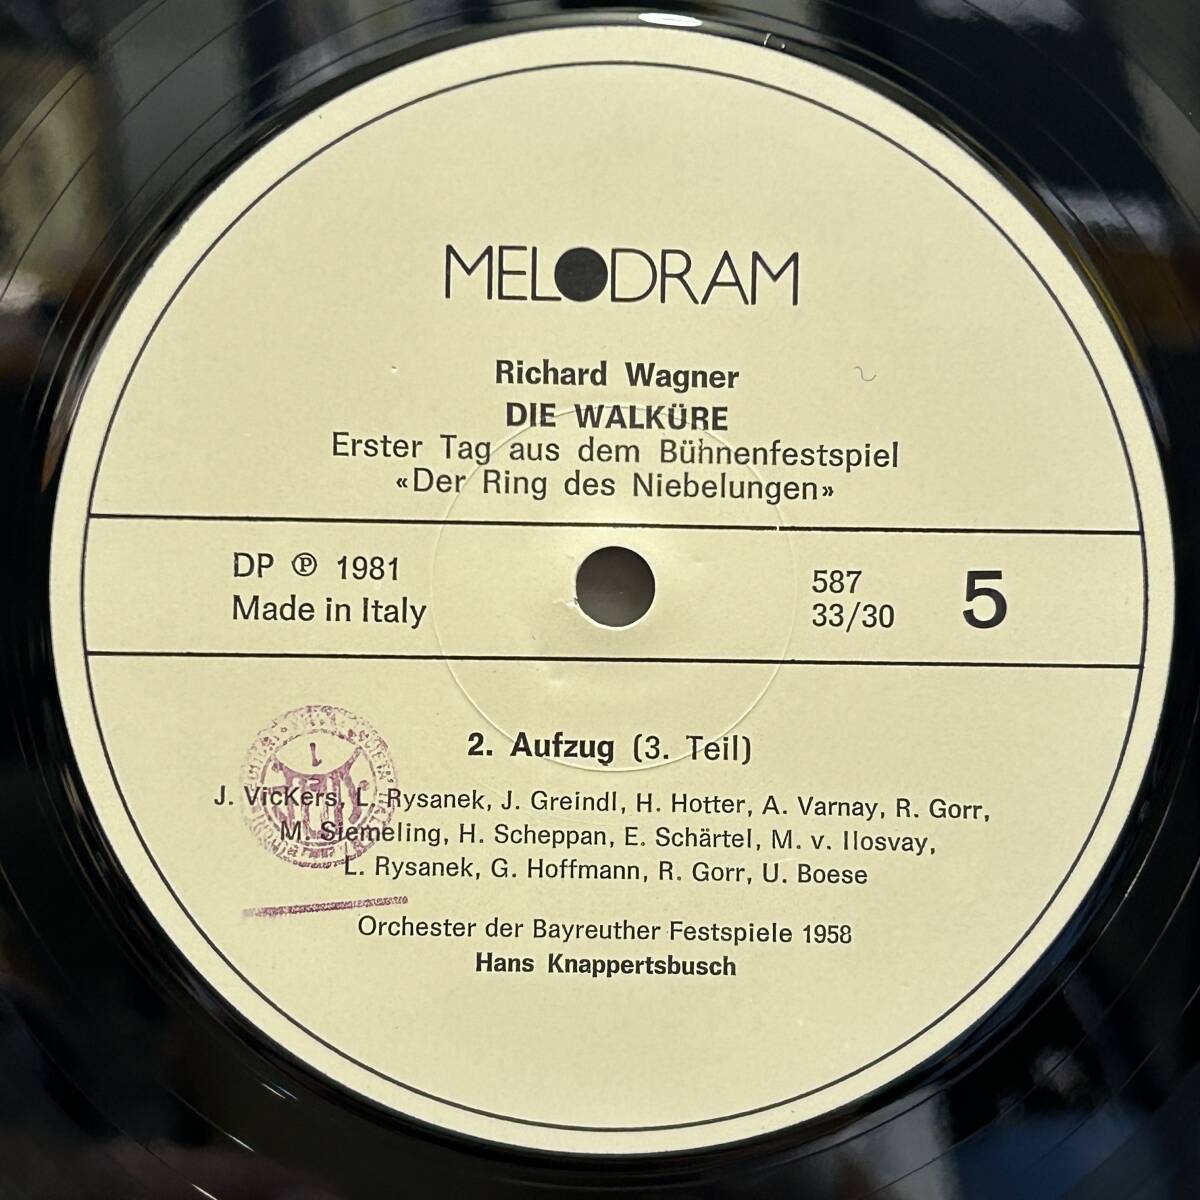 MELODRAM
Richard Wagner
DIE WALKÜRE
Erster Tag aus dem Bühnenfestspiel
«Der Ring des Niebelungen»
DP ℗ 1981
Made in Italy
587
33/30
5
2. Aufzug (3. Teil)
J. VicKers, L. Rysanek, J. Greindl, H. Hotter, A. Varnay, R. Gorr,
M. Siemeling, H. Scheppan, E. Schärtel, M. v. Ilosvay,
L. Rysanek, G. Hoffmann, R. Gorr, U. Boese
Orchester der Bayreuther Festspiele 1958
Hans Knappertsbusch